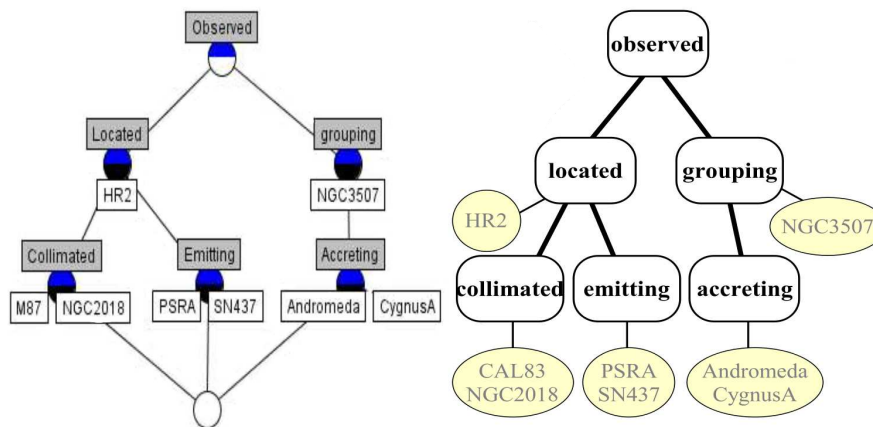 Observed
Located
grouping
HR2
NGC3507
Collimated
Emitting
Accreting
M87
NGC2018
PSRA
SN437
Andromeda
CygnusA
observed
located
grouping
HR2
NGC3507
collimated
emitting
accreting
CAL83
NGC2018
PSRA
SN437
Andromeda
CygnusA